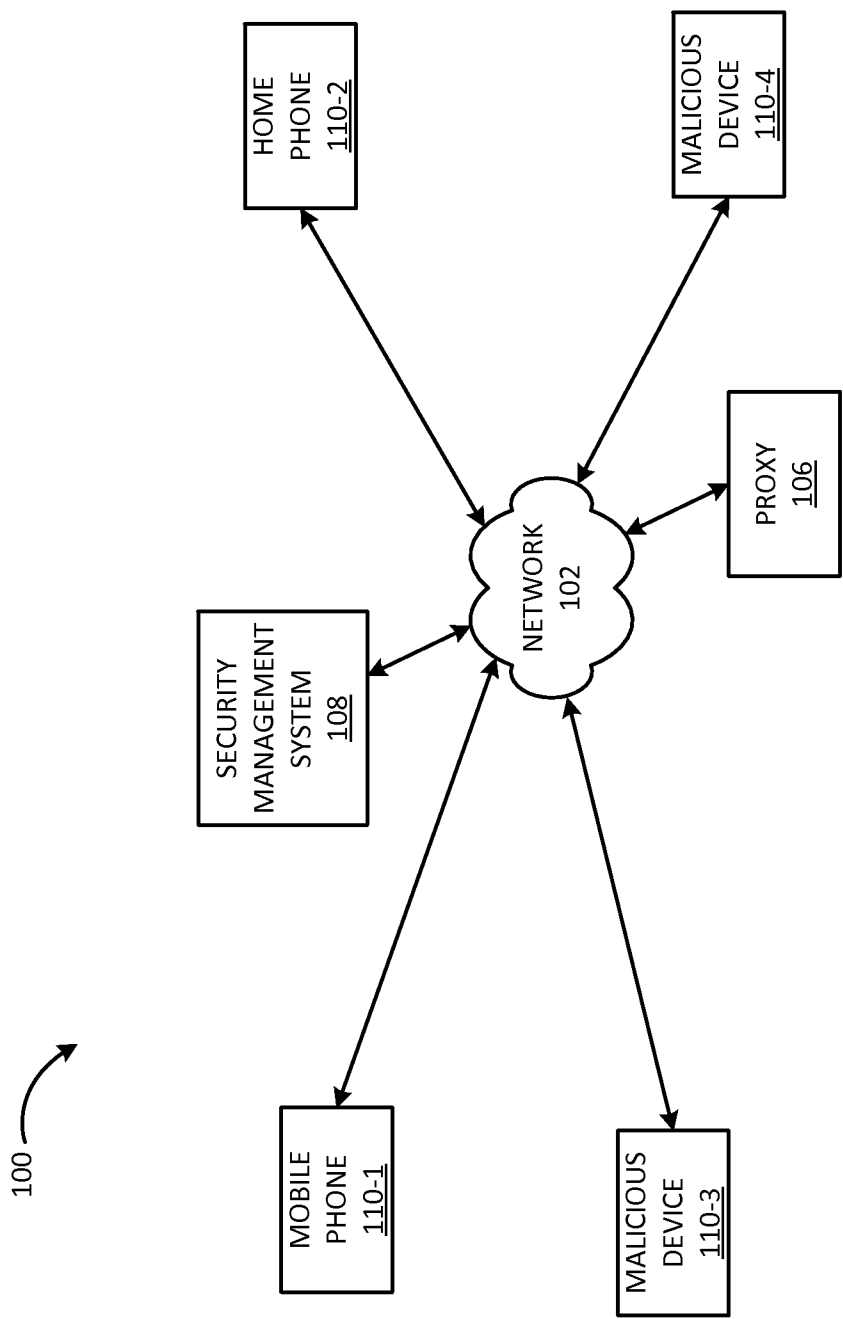 100
MOBILE
PHONE
110-1
SECURITY
MANAGEMENT
SYSTEM
108
HOME
PHONE
110-2
NETWORK
102
MALICIOUS
DEVICE
110-3
PROXY
106
MALICIOUS
DEVICE
110-4